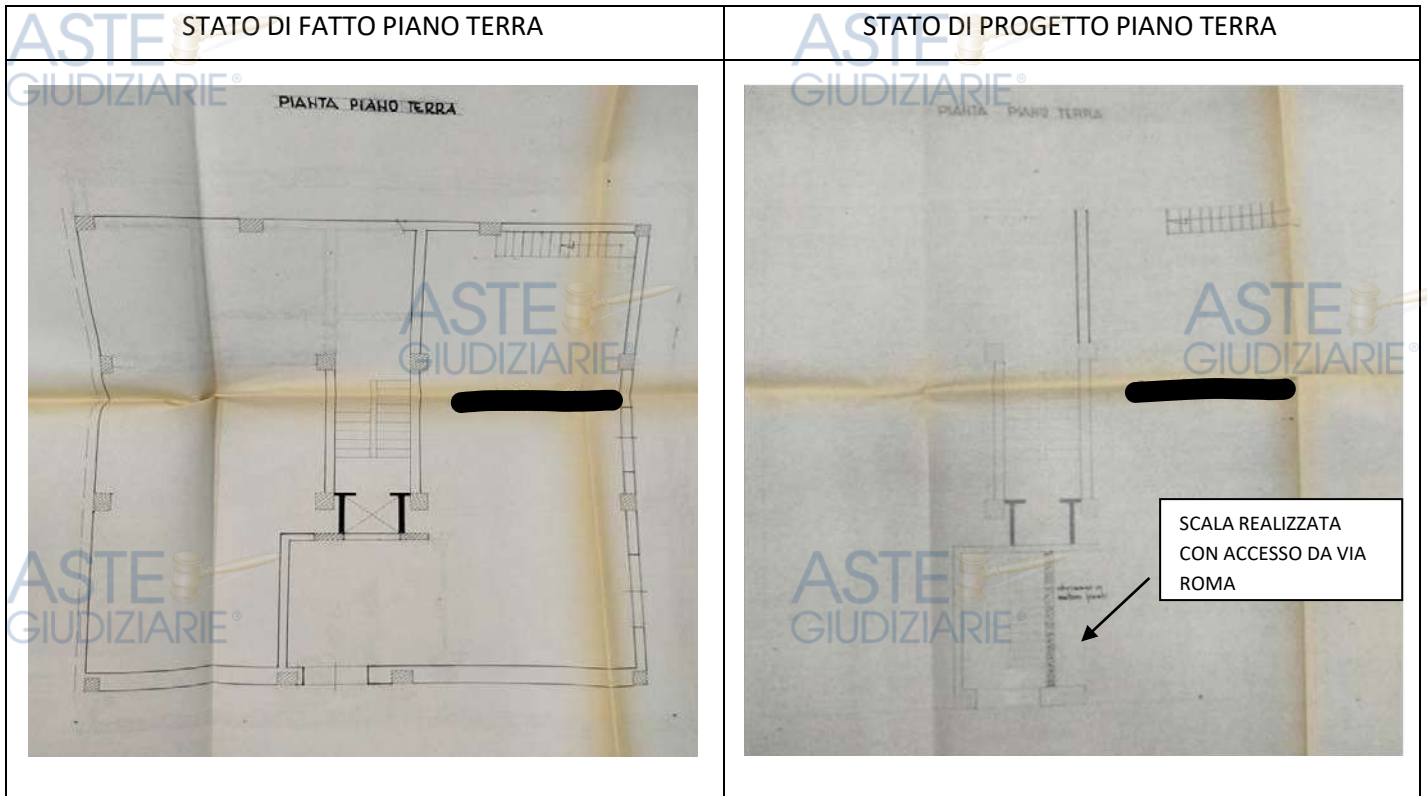 STATO DI FATTO PIANO TERRA
STATO DI PROGETTO PIANO TERRA
ASTE
GIUDIZIARIE®
ASTE
GIUDIZIARIE®
PIANTA PIANO TERRA
PIANTA PIANO TERRA
ASTE
GIUDIZIARIE®
ASTE
GIUDIZIARIE®
SCALA REALIZZATA
CON ACCESSO DA VIA
ROMA
ASTE
GIUDIZIARIE®
ASTE
GIUDIZIARIE®